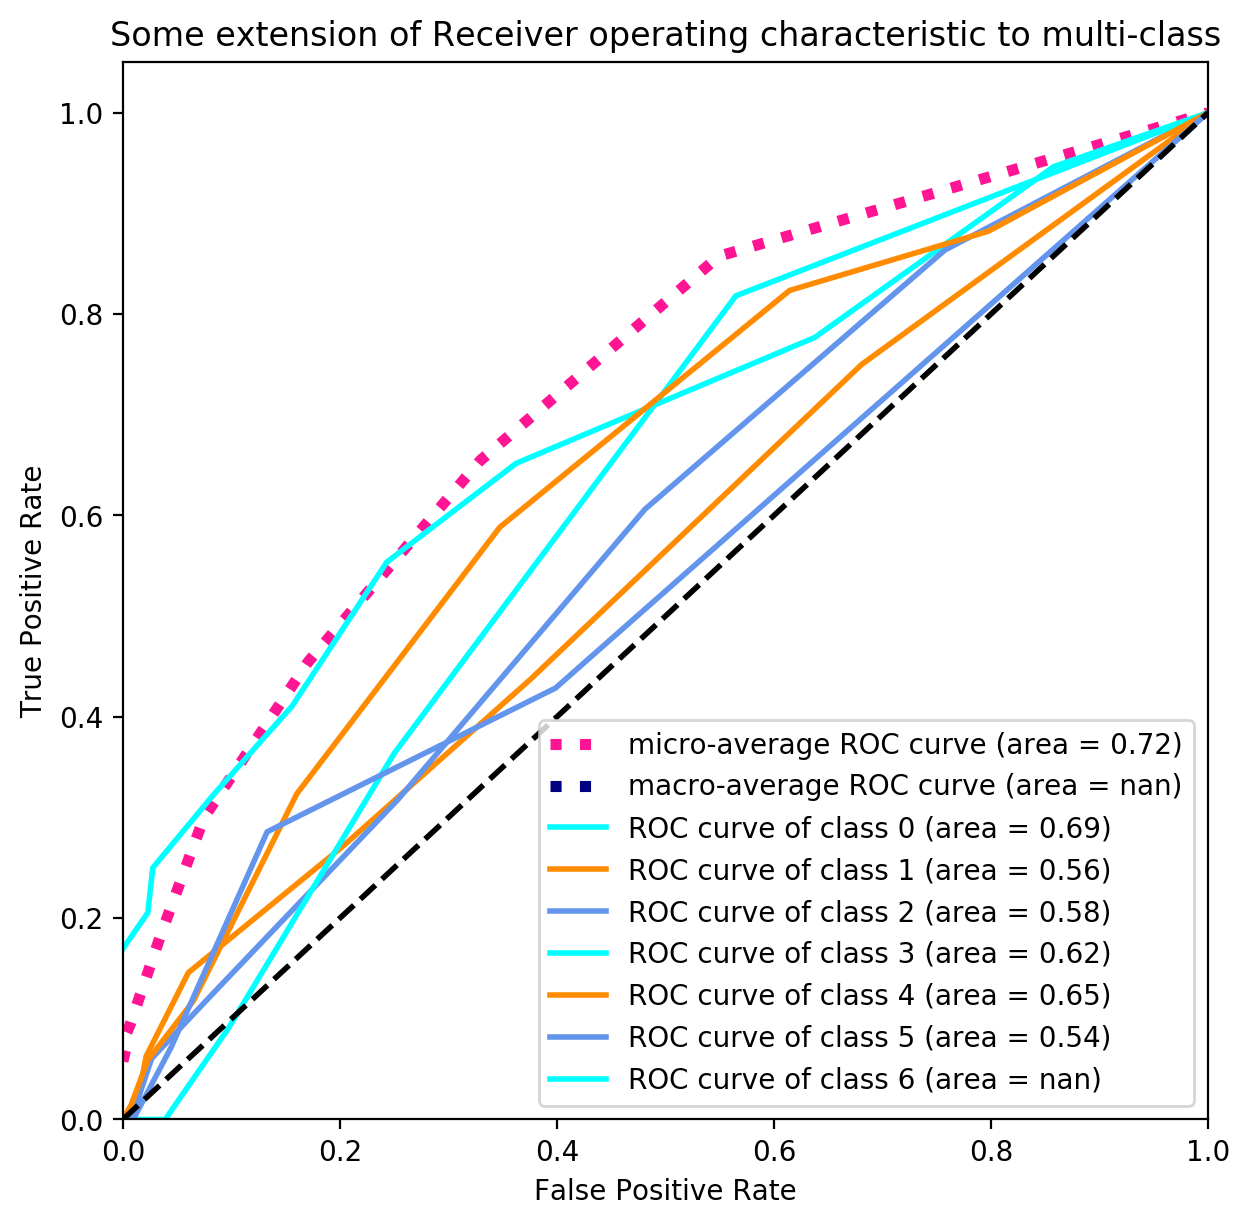 Some extension of Receiver operating characteristic to multi-class
1.0
0.8
0.6
0.4
0.2
0.0
True Positive Rate
micro-average ROC curve (area = 0.72)
macro-average ROC curve (area = nan)
ROC curve of class 0 (area = 0.69)
ROC curve of class 1 (area = 0.56)
ROC curve of class 2 (area = 0.58)
ROC curve of class 3 (area = 0.62)
ROC curve of class 4 (area = 0.65)
ROC curve of class 5 (area = 0.54)
ROC curve of class 6 (area = nan)
0.0 0.2 0.4 0.6 0.8 1.0
False Positive Rate